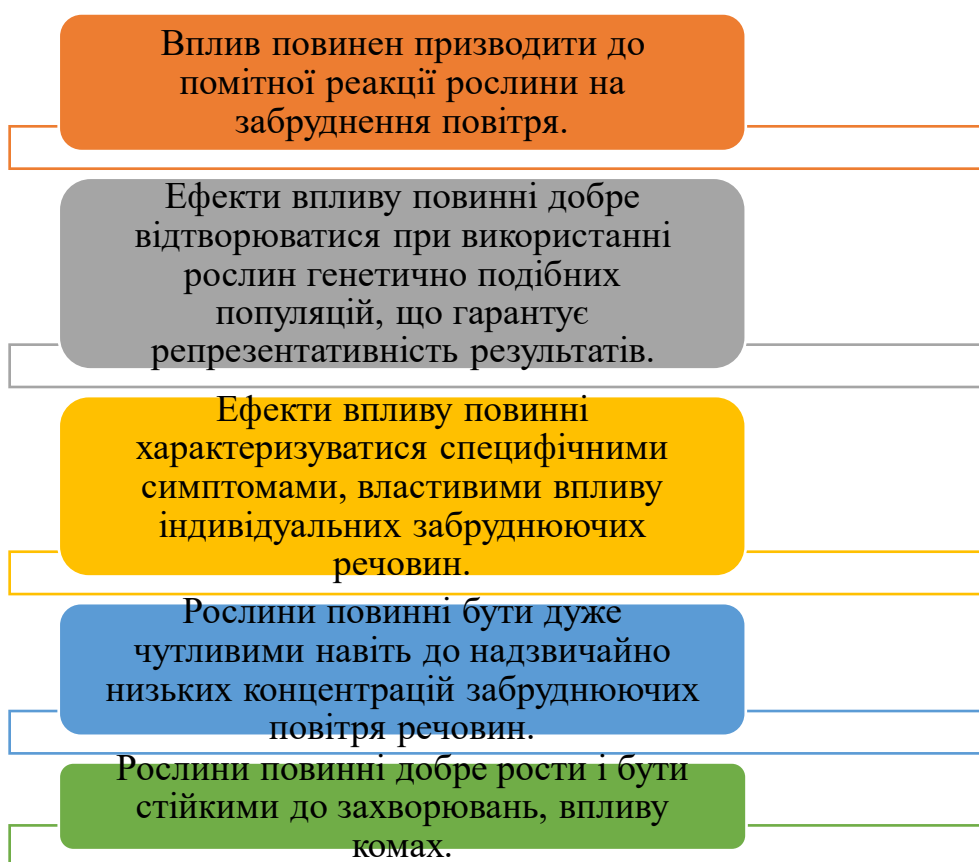 Вплив повинен призводити до
помітної реакції рослини на
забруднення повітря.
Ефекти впливу повинні добре
відтворюватися при використанні
рослин генетично подібних
популяцій, що гарантує
репрезентативність результатів.
Ефекти впливу повинні
характеризуватися специфічними
симптомами, властивими впливу
індивідуальних забруднюючих
речовин.
Рослини повинні бути дуже
чутливими навіть до надзвичайно
низьких концентрацій забруднюючих
повітря речовин.
Рослини повинні добре рости і бути
стійкими до захворювань, впливу
комах.